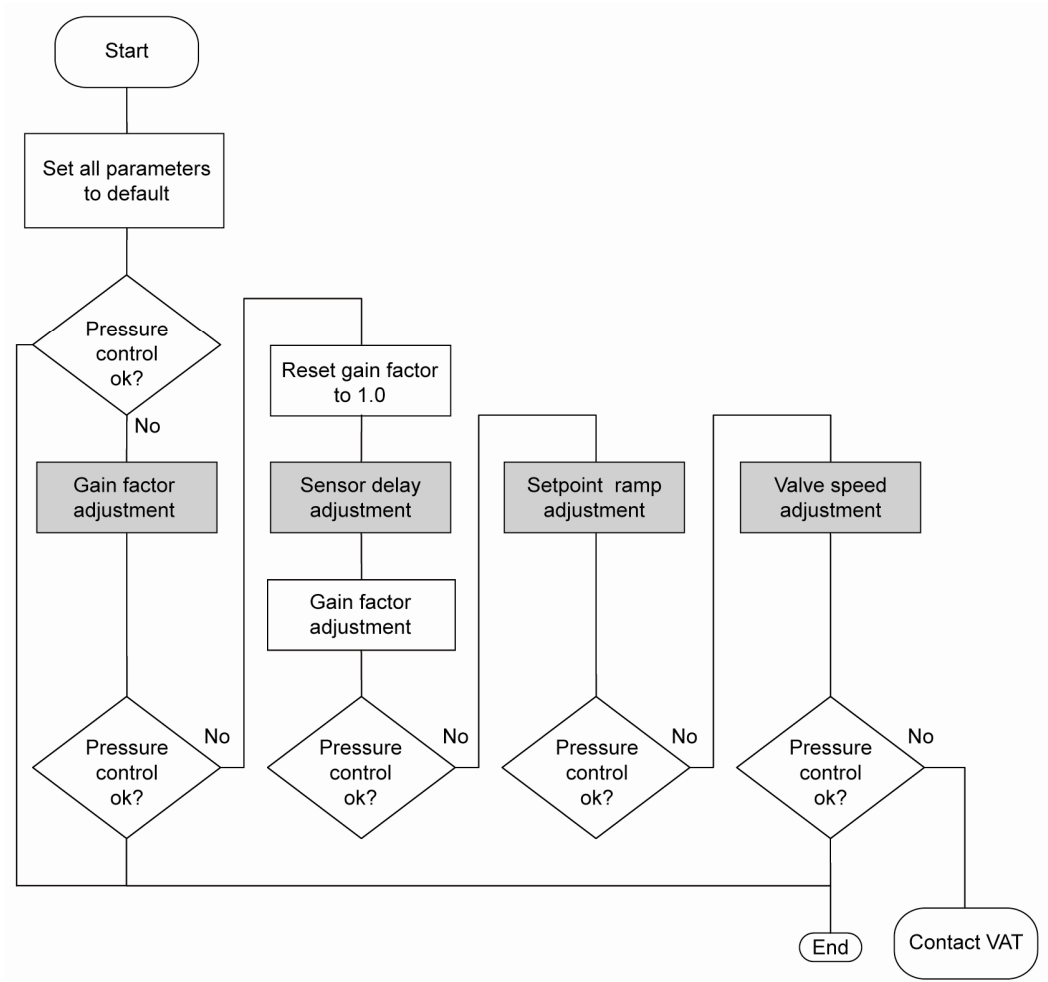 Start
Set all parameters
to default
Pressure
control
ok?
No
Gain factor
adjustment
Pressure
control
ok?
No
Reset gain factor
to 1.0
Sensor delay
adjustment
Gain factor
adjustment
Pressure
control
ok?
No
Setpoint ramp
adjustment
Pressure
control
ok?
No
Valve speed
adjustment
Pressure
control
ok?
No
End
Contact VAT